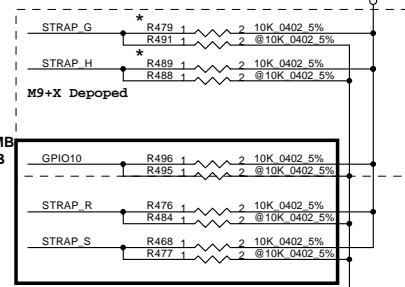 *
STRAP_G R479 1 2 10K_0402_5%
R491 1 2 @10K_0402_5%
*
STRAP_H R489 1 2 10K_0402_5%
R488 1 2 @10K_0402_5%
M9+X Depoped
MB
B
GPIO10 R496 1 2 10K_0402_5%
R495 1 2 @10K_0402_5%
STRAP_R R476 1 2 10K_0402_5%
R484 1 2 @10K_0402_5%
STRAP_S R468 1 2 10K_0402_5%
R477 1 2 @10K_0402_5%